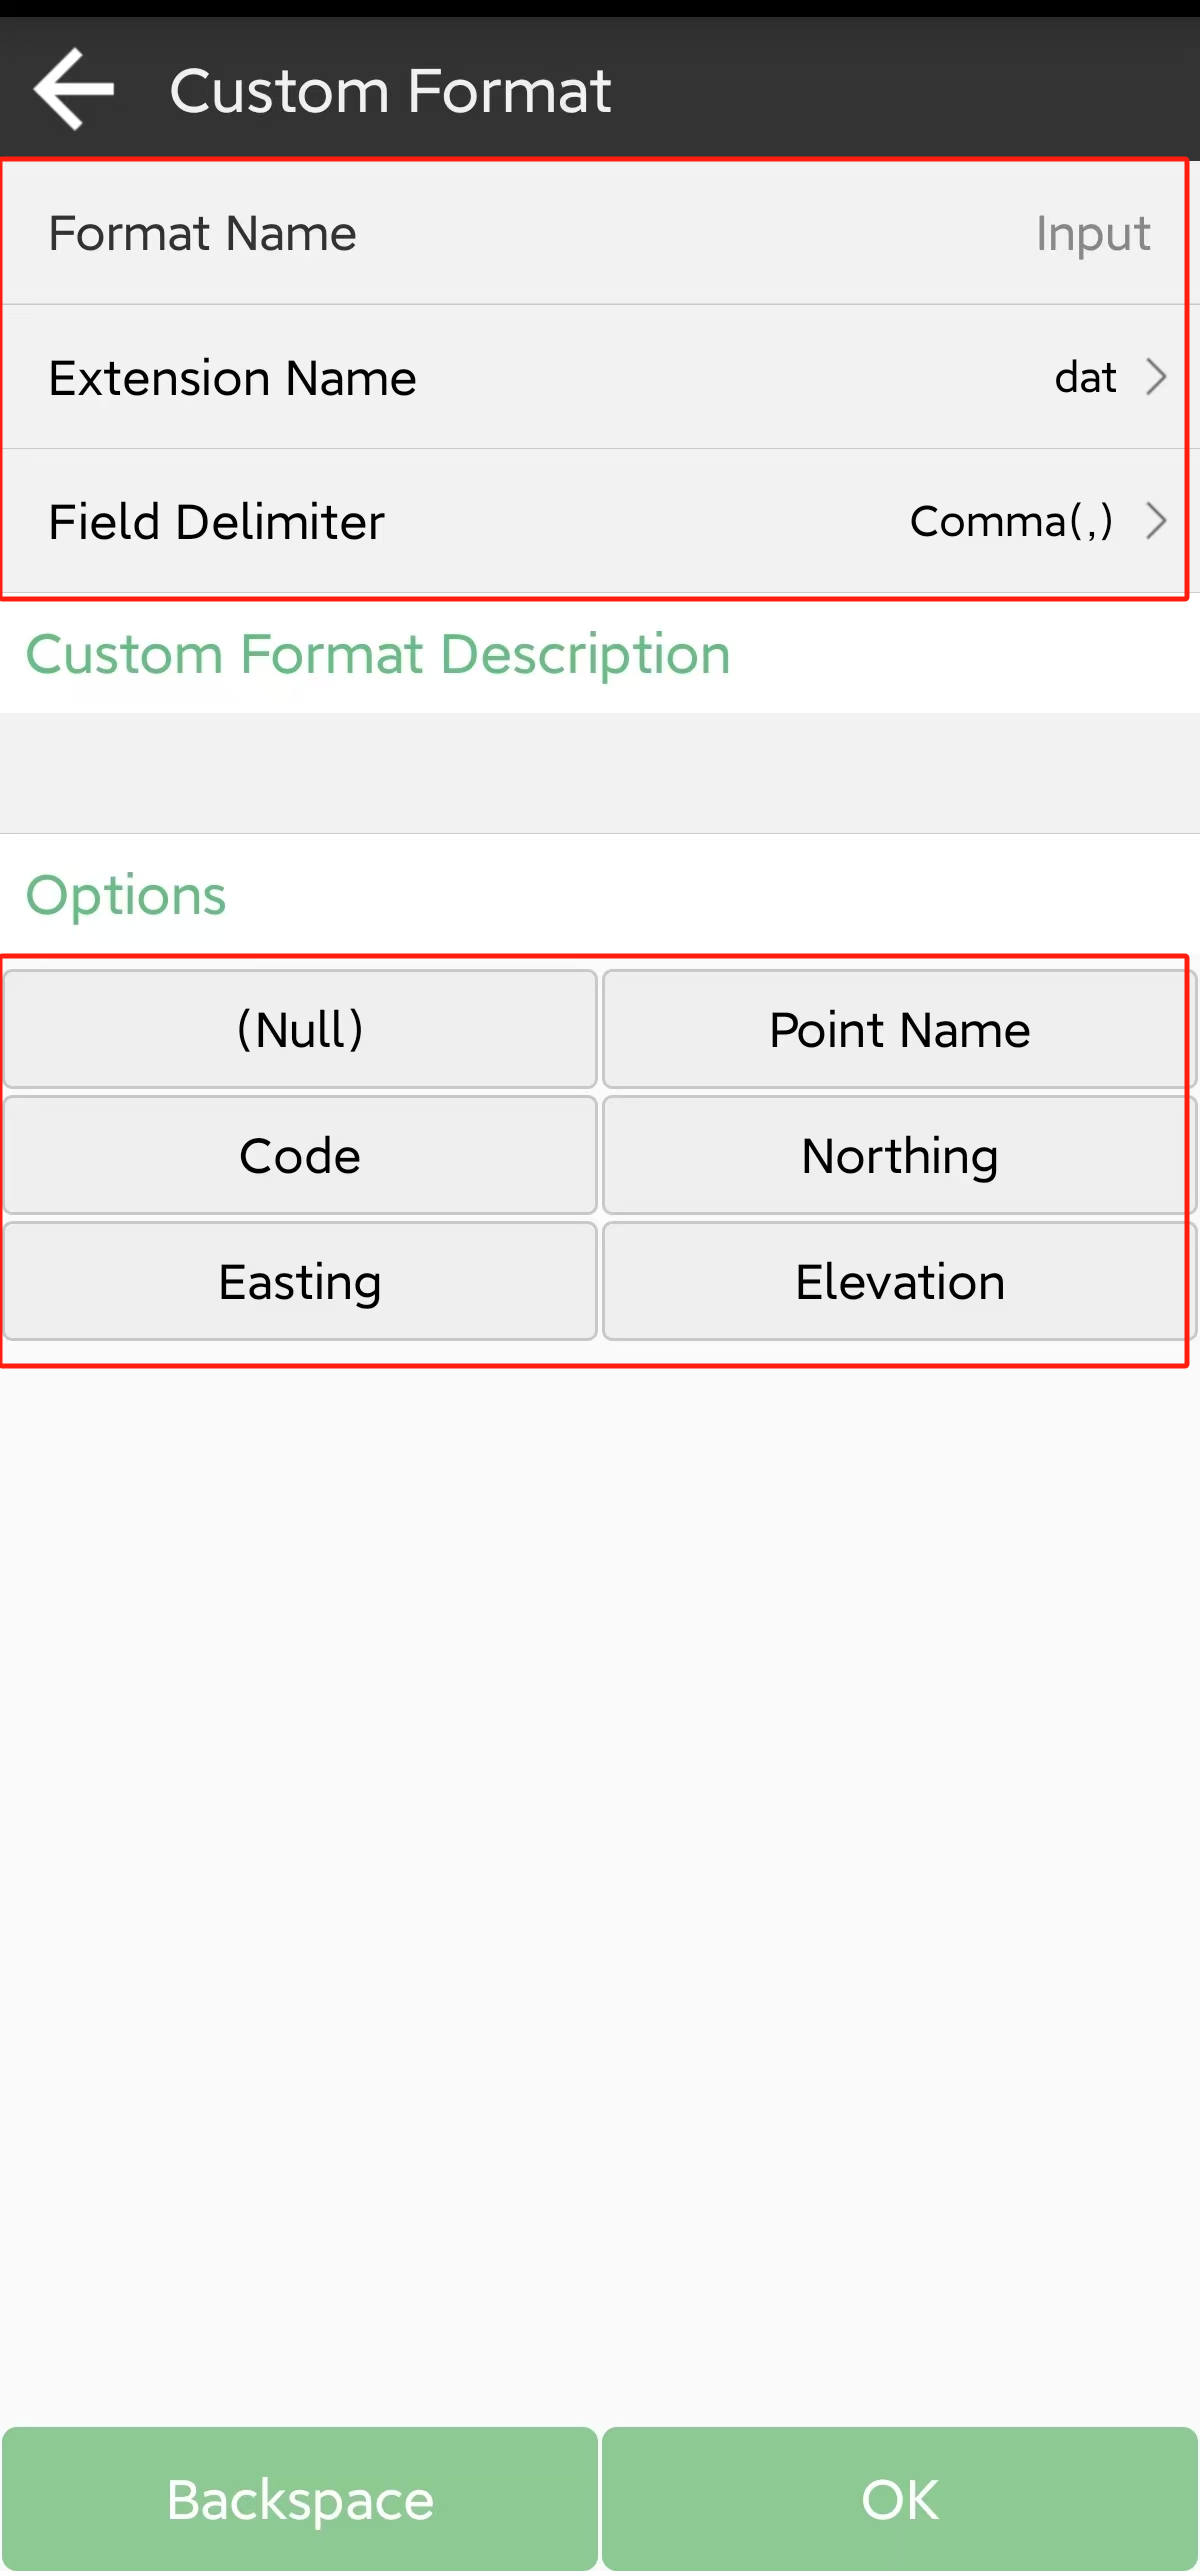 Custom Format
Format Name Input
Extension Name dat
Field Delimiter Comma(,)
Custom Format Description
Options
(Null) Point Name
Code Northing
Easting Elevation
Backspace OK